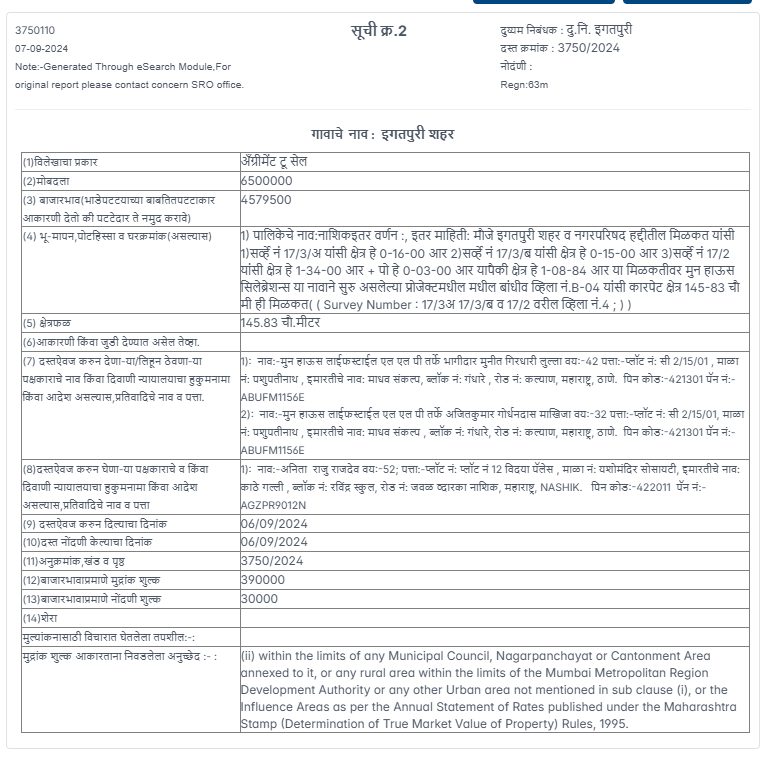 3750110
07-09-2024
Note:-Generated Through eSearch Module,For
original report please contact concern SRO office.
सूची क्र.2
दुय्यम निबंधक : दु.नि. इगतपुरी
दस्त क्रमांक : 3750/2024
नोदंणी :
Regn:63m
गावाचे नाव : इगतपुरी शहर
(1)विलेखाचा प्रकार
अँग्रीमेंट टू सेल
(2)मोबदला
6500000
(3) बाजारभाव(भाडेपटटयाच्या बाबतितपटटाकार
आकारणी देतो की पटटेदार ते नमुद करावे)
4579500
(4) भू-मापन,पोटहिस्सा व घरक्रमांक(असल्यास)
1) पालिकेचे नाव:नाशिकइतर वर्णन :, इतर माहिती: मौजे इगतपुरी शहर व नगरपरिषद हद्दीतील मिळकत यांसी
1)सर्व्हे नं 17/3/अ यांसी क्षेत्र हे 0-16-00 आर 2)सर्व्हे नं 17/3/ब यांसी क्षेत्र हे 0-15-00 आर 3)सर्व्हे नं 17/2
यांसी क्षेत्र हे 1-34-00 आर + पो हे 0-03-00 आर यापैकी क्षेत्र हे 1-08-84 आर या मिळकतीवर मुन हाऊस
सिलेब्रेशन्स या नावाने सुरु असलेल्या प्रोजेक्टमधील मधील बांधीव व्हिला नं.B-04 यांसी कारपेट क्षेत्र 145-83 चौ
मी ही मिळकत( ( Survey Number : 17/3अ 17/3/ब व 17/2 वरील व्हिला नं.4 ; ) )
(5) क्षेत्रफळ
145.83 चौ.मीटर
(6)आकारणी किंवा जुडी देण्यात असेल तेव्हा.
(7) दस्तऐवज करुन देणा-या/लिहून ठेवणा-या
पक्षकाराचे नाव किंवा दिवाणी न्यायालयाचा हुकुमनामा
किंवा आदेश असल्यास,प्रतिवादिचे नाव व पत्ता.
1): नाव:-मुन हाऊस लाईफस्टाईल एल एल पी तर्फे भागीदार मुनीत गिरधारी लुल्ला वय:-42 पत्ता:-प्लॉट नं: सी 2/15/01 , माळा
नं: पशुपतीनाथ , इमारतीचे नाव: माधव संकल्प, ब्लॉक नं: गंधारे , रोड नं: कल्याण, महाराष्ट्र, ठाणे. पिन कोड:-421301 पॅन नं:-
ABUFM1156E
2): नाव:-मुन हाऊस लाईफस्टाईल एल एल पी तर्फे अजितकुमार गोर्धनदास माखिजा वय:-32 पत्ता:-प्लॉट नं: सी 2/15/01, माळा
नं: पशुपतीनाथ , इमारतीचे नाव: माधव संकल्प , ब्लॉक नं: गंधारे, रोड नं: कल्याण, महाराष्ट्र, ठाणे. पिन कोड:-421301 पॅन नं:-
ABUFM1156E
(8)दस्तऐवज करुन घेणा-या पक्षकाराचे व किंवा
दिवाणी न्यायालयाचा हुकुमनामा किंवा आदेश
असल्यास,प्रतिवादिचे नाव व पत्ता
1): नाव:-अनिता राजु राजदेव वय:-52; पत्ता:-प्लॉट नं: प्लॉट नं 12 विदया पॅलेस , माळा नं: यशोमंदिर सोसायटी, इमारतीचे नाव:
काठे गल्ली , ब्लॉक नं: रविंद्र स्कुल, रोड नं: जवळ व्दारका नाशिक, महाराष्ट्र, NASHIK. पिन कोड:-422011 पॅन नं:-
AGZPR9012N
(9) दस्तऐवज करुन दिल्याचा दिनांक
06/09/2024
(10)दस्त नोंदणी केल्याचा दिनांक
06/09/2024
(11)अनुक्रमांक,खंड व पृष्ठ
3750/2024
(12)बाजारभावाप्रमाणे मुद्रांक शुल्क
390000
(13)बाजारभावाप्रमाणे नोंदणी शुल्क
30000
(14)शेरा
मुल्यांकनासाठी विचारात घेतलेला तपशील:-:
मुद्रांक शुल्क आकारताना निवडलेला अनुच्छेद :- :
(ii) within the limits of any Municipal Council, Nagarpanchayat or Cantonment Area
annexed to it, or any rural area within the limits of the Mumbai Metropolitan Region
Development Authority or any other Urban area not mentioned in sub clause (i), or the
Influence Areas as per the Annual Statement of Rates published under the Maharashtra
Stamp (Determination of True Market Value of Property) Rules, 1995.